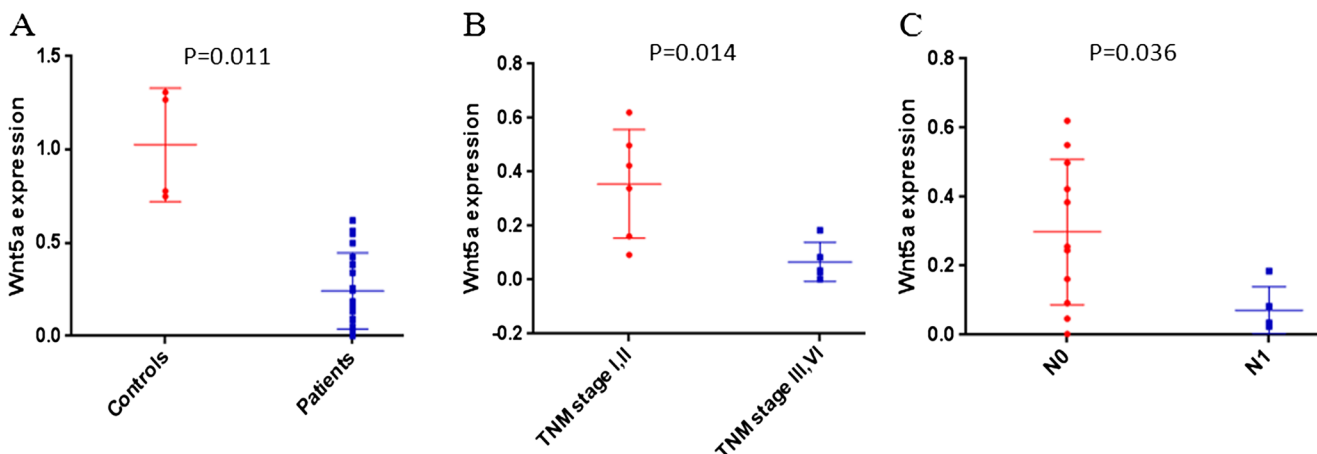 A
P=0.011
Wnt5a expression
1.5
1.0
0.5
0.0
Controls
Patients
B
P=0.014
Wnt5a expression
0.8
0.6
0.4
0.2
0.0
-0.2
TNM stage I,II
TNM stage III,VI
C
P=0.036
Wnt5a expression
0.8
0.6
0.4
0.2
0.0
N0
N1